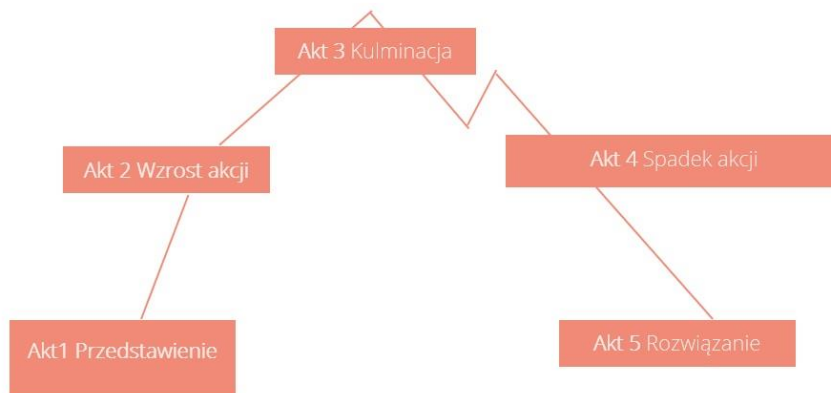 Akt 3 Kulminacja
Akt 2 Wzrost akcji
Akt 4 Spadek akcji
Akt1 Przedstawienie
Akt 5 Rozwiązanie